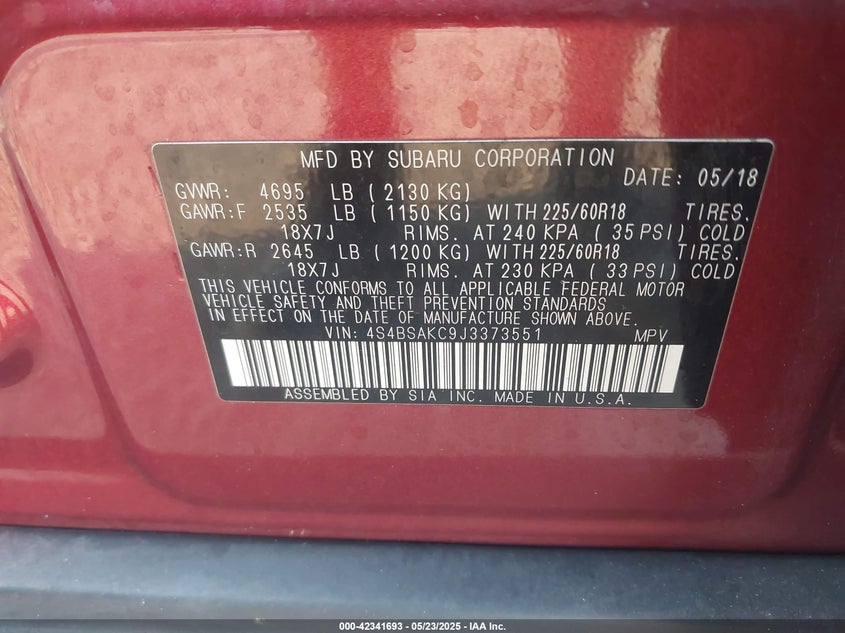 MFD BY SUBARU CORPORATION
DATE: 05/18
GVWR: 4695 LB ( 2130 KG)
GAWR:F 2535 LB ( 1150 KG) WITH 225/60R18 TIRES.
18X7J RIMS. AT 240 KPA ( 35 PSI) COLD
GAWR:R 2645 LB ( 1200 KG) WITH 225/60R18 TIRES.
18X7J RIMS. AT 230 KPA ( 33 PSI) COLD
THIS VEHICLE CONFORMS TO ALL APPLICABLE FEDERAL MOTOR
VEHICLE SAFETY AND THEFT PREVENTION STANDARDS
IN EFFECT ON THE DATE OF MANUFACTURE SHOWN ABOVE.
VIN: 4S4BSAKC9J3373551 MPV
ASSEMBLED BY SIA INC. MADE IN U.S.A.
000-42341693 - 05/23/2025 - IAA Inc.